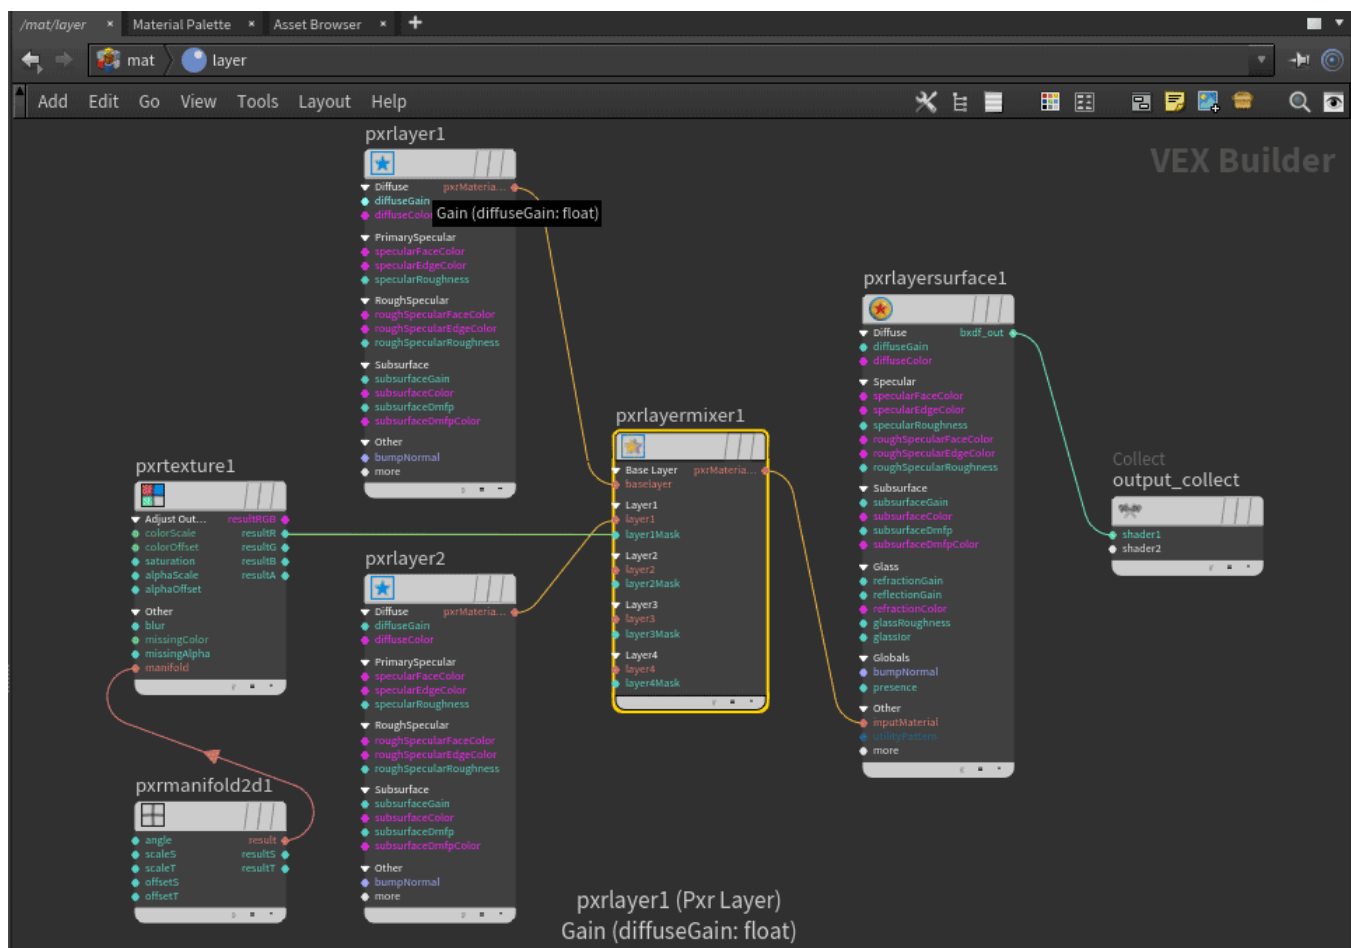 /mat/layer × Material Palette × Asset Browser × +
mat layer
Add Edit Go View Tools Layout Help
VEX Builder
pxrlayer1
Diffuse pxrMateria...
diffuseGain
diffuseColo
Gain (diffuseGain: float)
PrimarySpecular
specularFaceColor
specularEdgeColor
specularRoughness
RoughSpecular
roughSpecularFaceColor
roughSpecularEdgeColor
roughSpecularRoughness
Subsurface
subsurfaceGain
subsurfaceColor
subsurfaceDmfp
subsurfaceDmfpColor
Other
bumpNormal
more
pxrtexture1
Adjust Out... resultRGB
colorScale resultR
colorOffset resultG
saturation resultB
alphaScale resultA
alphaOffset
Other
blur
missingColor
missingAlpha
manifold
pxrmanifold2d1
angle result
scaleS resultS
scaleT resultT
offsetS
offsetT
pxrlayer2
Diffuse pxrMateria...
diffuseGain
diffuseColor
PrimarySpecular
specularFaceColor
specularEdgeColor
specularRoughness
RoughSpecular
roughSpecularFaceColor
roughSpecularEdgeColor
roughSpecularRoughness
Subsurface
subsurfaceGain
subsurfaceColor
subsurfaceDmfp
subsurfaceDmfpColor
Other
bumpNormal
more
pxrlayermixer1
Base Layer pxrMateria...
baselayer
Layer1
layer1
layer1Mask
Layer2
layer2
layer2Mask
Layer3
layer3
layer3Mask
Layer4
layer4
layer4Mask
pxrlayersurface1
Diffuse bxdf_out
diffuseGain
diffuseColor
Specular
specularFaceColor
specularEdgeColor
specularRoughness
roughSpecularFaceColor
roughSpecularEdgeColor
roughSpecularRoughness
Subsurface
subsurfaceGain
subsurfaceColor
subsurfaceDmfp
subsurfaceDmfpColor
Glass
refractionGain
reflectionGain
refractionColor
glassRoughness
glassIor
Globals
bumpNormal
presence
Other
inputMaterial
utilityPattern
more
Collect
output_collect
shader1
shader2
pxrlayer1 (Pxr Layer)
Gain (diffuseGain: float)